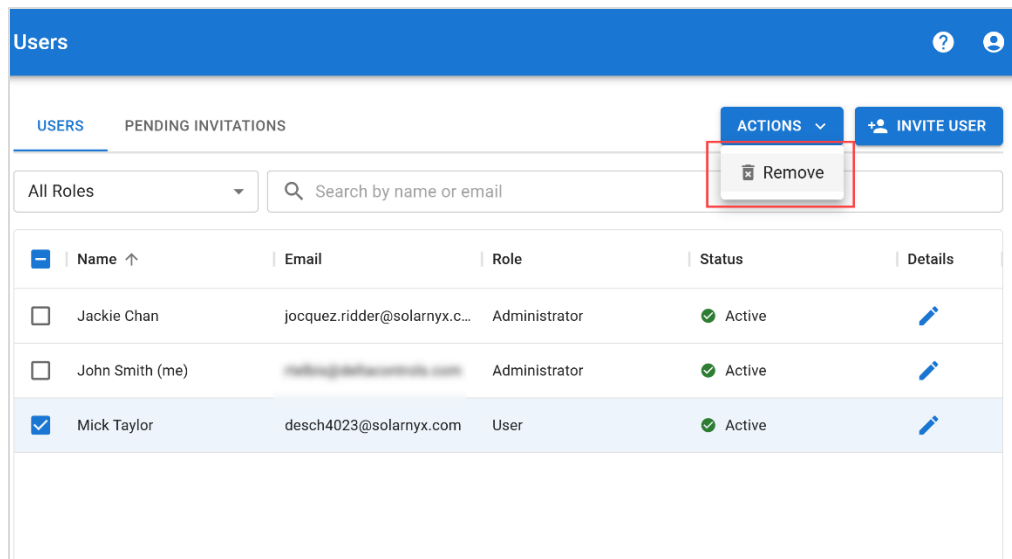 Users
USERS PENDING INVITATIONS ACTIONS INVITE USER
Remove
All Roles Search by name or email
Name Email Role Status Details
Jackie Chan jocquez.ridder@solarnyx.c... Administrator Active
John Smith (me) Administrator Active
Mick Taylor desch4023@solarnyx.com User Active